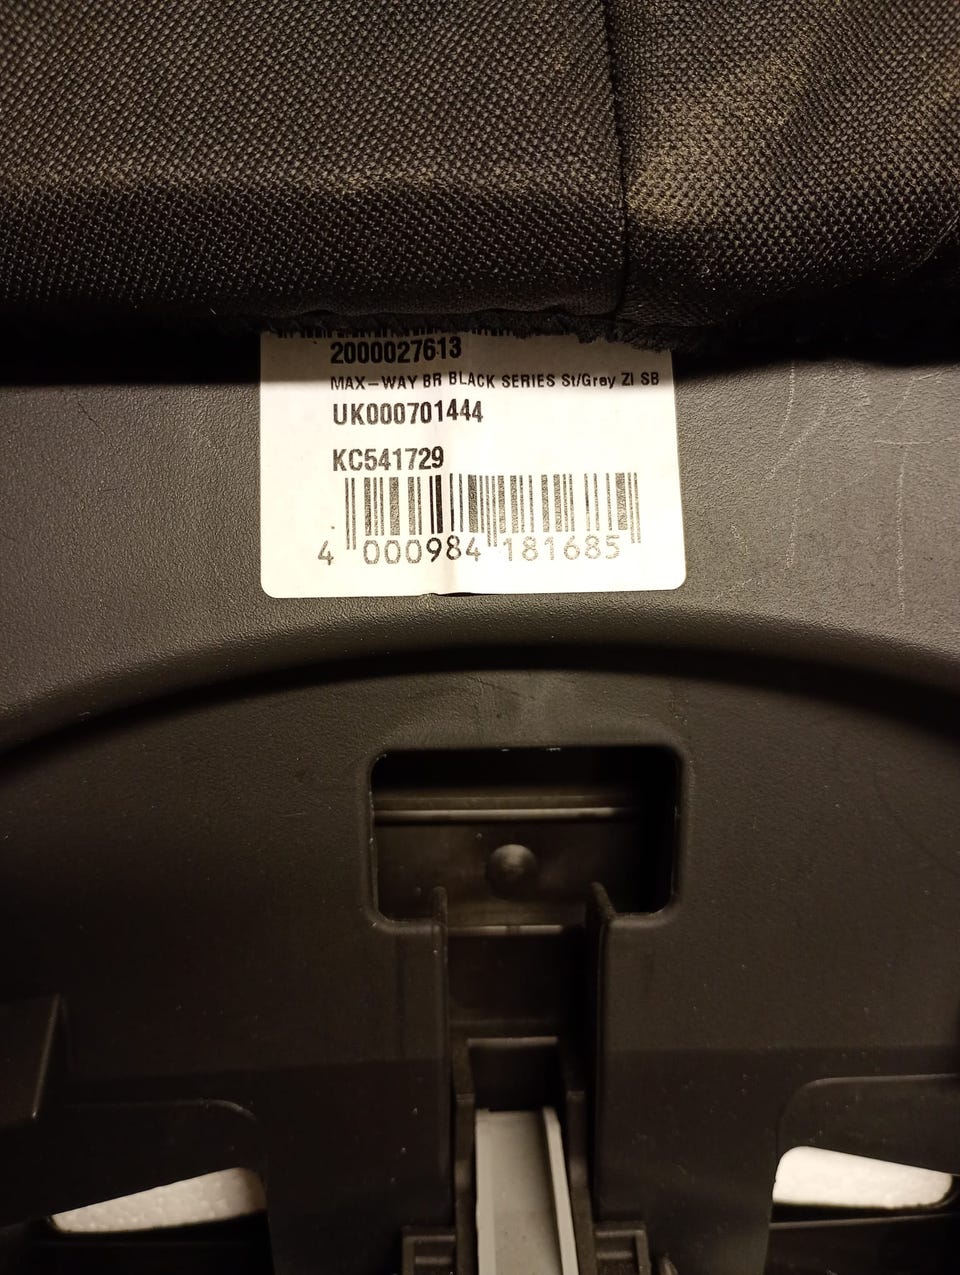 2000027613
MAX-WAY BR BLACK SERIES St/Grey ZI SB
UK000701444
KC541729
4 000984 181685